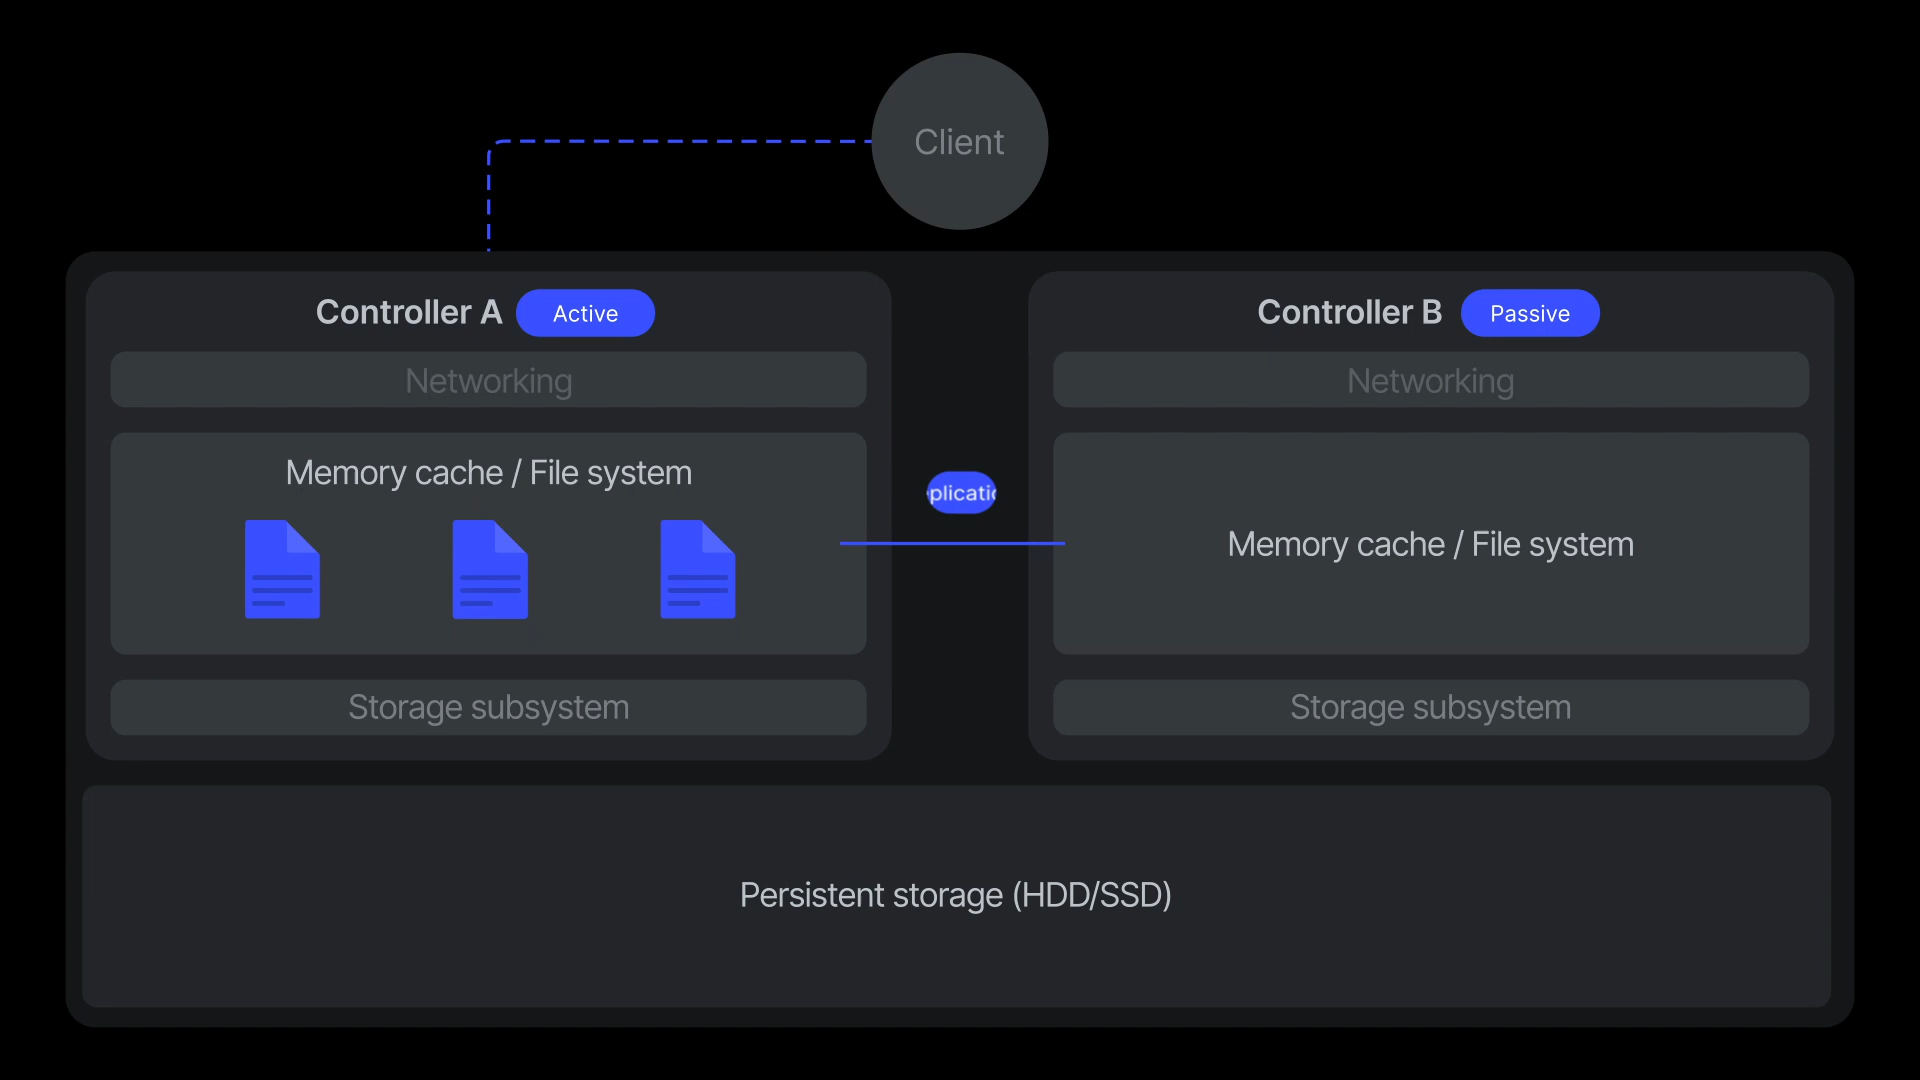 Client
Controller A Active
Networking
Memory cache / File system
Storage subsystem
plicatio
Controller B Passive
Networking
Memory cache / File system
Storage subsystem
Persistent storage (HDD/SSD)